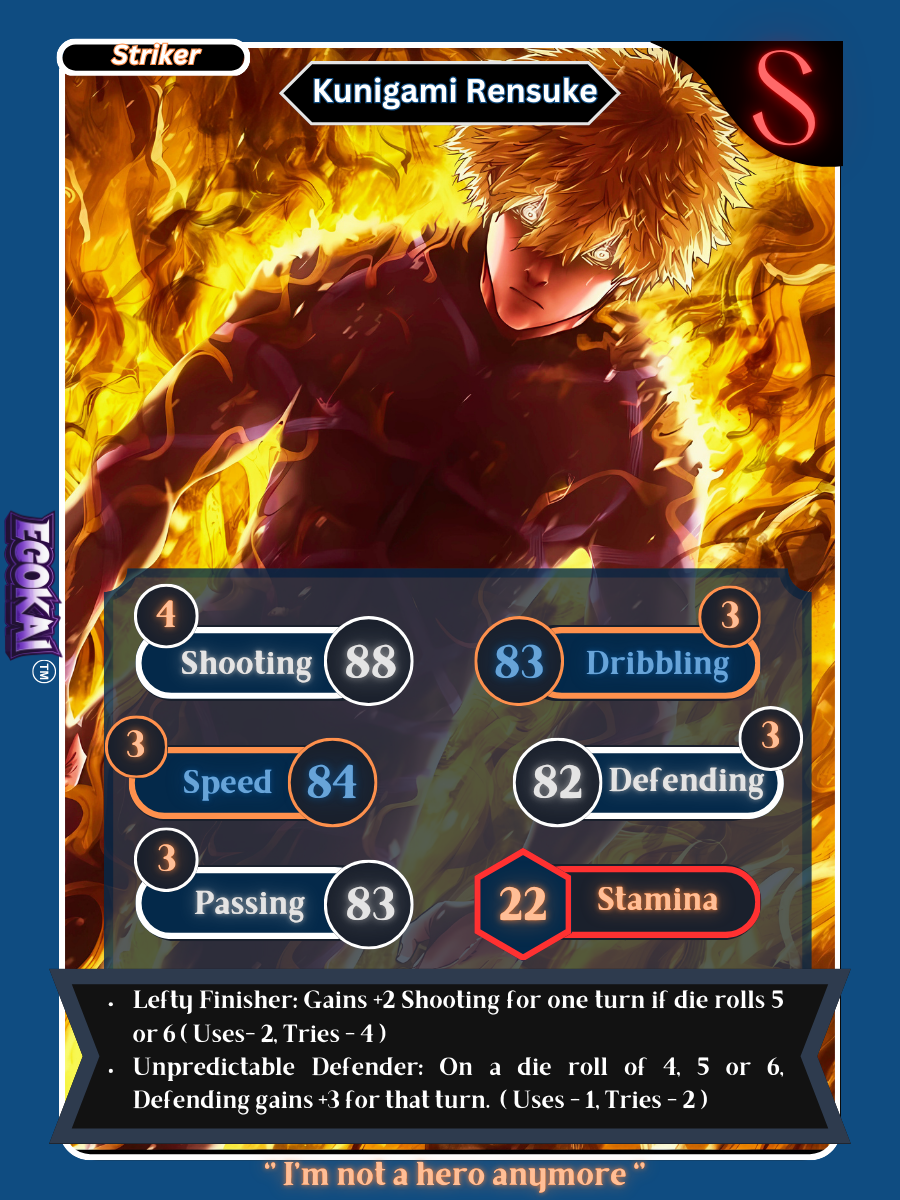 Striker
Kunigami Rensuke
S
EGOKAI
TM
4
Shooting 88
3
83 Dribbling
3
Speed 84
3
82 Defending
3
Passing 83
22 Stamina
• Lefty Finisher: Gains +2 Shooting for one turn if die rolls 5
or 6 ( Uses- 2, Tries - 4 )
• Unpredictable Defender: On a die roll of 4, 5 or 6,
Defending gains +3 for that turn. ( Uses - 1, Tries - 2 )
“ I'm not a hero anymore “